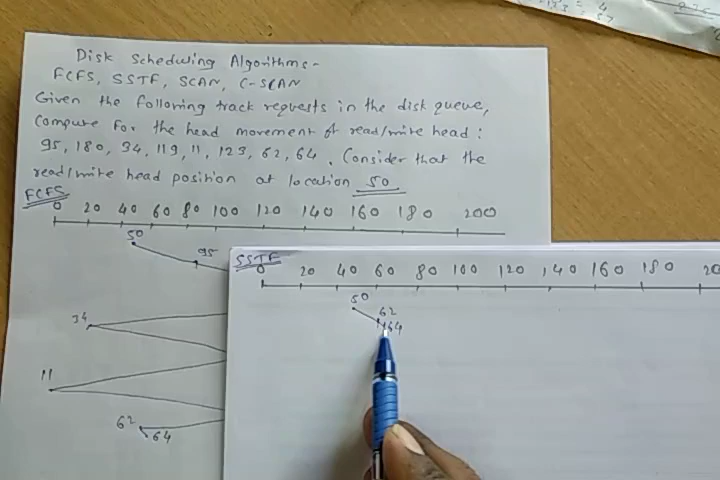 Disk Scheduling Algorithms -
FCFS, SSTF, SCAN, C-SCAN
Given the following track requests in the disk queue,
compute for the head movement of read/write head :
95, 180, 34, 119, 11, 123, 62, 64 . Consider that the
read/write head position at location 50
FCFS
0 20 40 60 80 100 120 140 160 180 200
50
95
34
11
62
64
SSTF
0 20 40 60 80 100 120 140 160 180 20
50
62
64